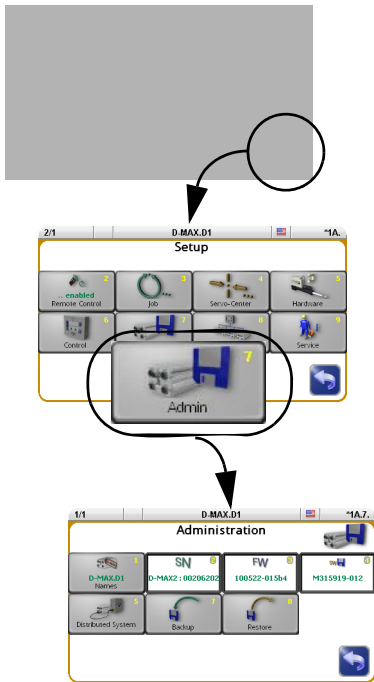 2/1 D-MAX.D1 *1A.
Setup
2 3 4 5
.. enabled
Remote Control Job Servo-Center Hardware
6 7 8 9
Control Service
7
Admin
1/1 D-MAX.D1 *1A.7.
Administration
1 SN FW
D-MAX.D1 D-MAX2 : 00206202 100522-015b4 M315919-012
Names
5 7 8
Distributed System Backup Restore